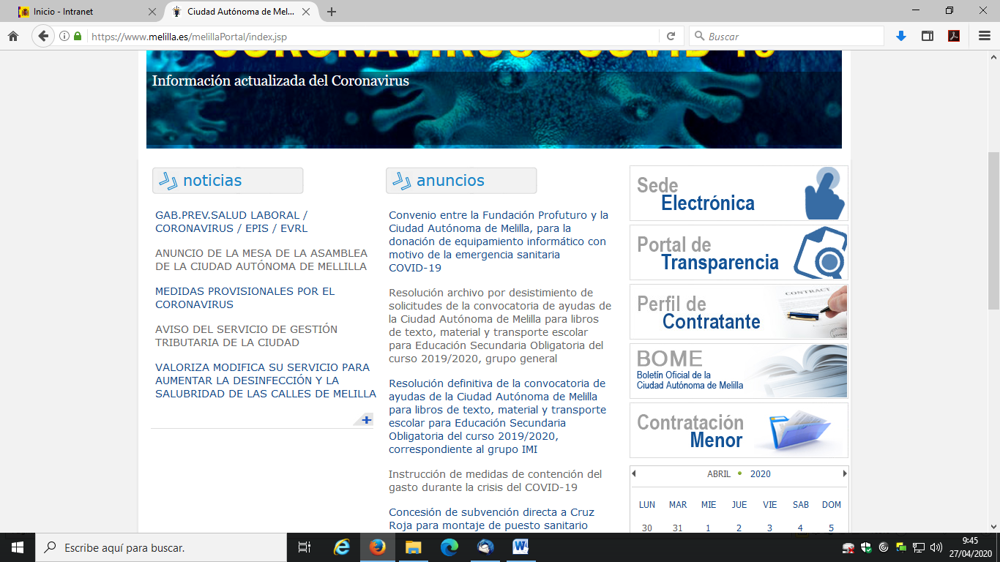 Inicio - Intranet
Ciudad Autónoma de Mel...
https://www.melilla.es/melillaPortal/index.jsp
Buscar
CORONAVIRUS - COVID-19
Información actualizada del Coronavirus
noticias
GAB.PREV.SALUD LABORAL /
CORONAVIRUS / EPIS / EVRL
ANUNCIO DE LA MESA DE LA ASAMBLEA
DE LA CIUDAD AUTÓNOMA DE MELLILLA
MEDIDAS PROVISIONALES POR EL
CORONAVIRUS
AVISO DEL SERVICIO DE GESTIÓN
TRIBUTARIA DE LA CIUDAD
VALORIZA MODIFICA SU SERVICIO PARA
AUMENTAR LA DESINFECCIÓN Y LA
SALUBRIDAD DE LAS CALLES DE MELILLA
anuncios
Convenio entre la Fundación Profuturo y la
Ciudad Autónoma de Melilla, para la
donación de equipamiento informático con
motivo de la emergencia sanitaria
COVID-19
Resolución archivo por desistimiento de
solicitudes de la convocatoria de ayudas de
la Ciudad Autónoma de Melilla para libros
de texto, material y transporte escolar
para Educación Secundaria Obligatoria del
curso 2019/2020, grupo general
Resolución definitiva de la convocatoria de
ayudas de la Ciudad Autónoma de Melilla
para libros de texto, material y transporte
escolar para Educación Secundaria
Obligatoria del curso 2019/2020,
correspondiente al grupo IMI
Instrucción de medidas de contención del
gasto durante la crisis del COVID-19
Concesión de subvención directa a Cruz
Roja para montaje de puesto sanitario
Sede
Electrónica
Portal de
Transparencia
Perfil de
Contratante
CONTRACT
BOME
Boletín Oficial de la
Ciudad Autónoma de Melilla
Contratación
Menor
ABRIL 2020
LUN MAR MIE JUE VIE SAB DOM
30 31 1 2 3 4 5
Escribe aquí para buscar.
9:45
27/04/2020